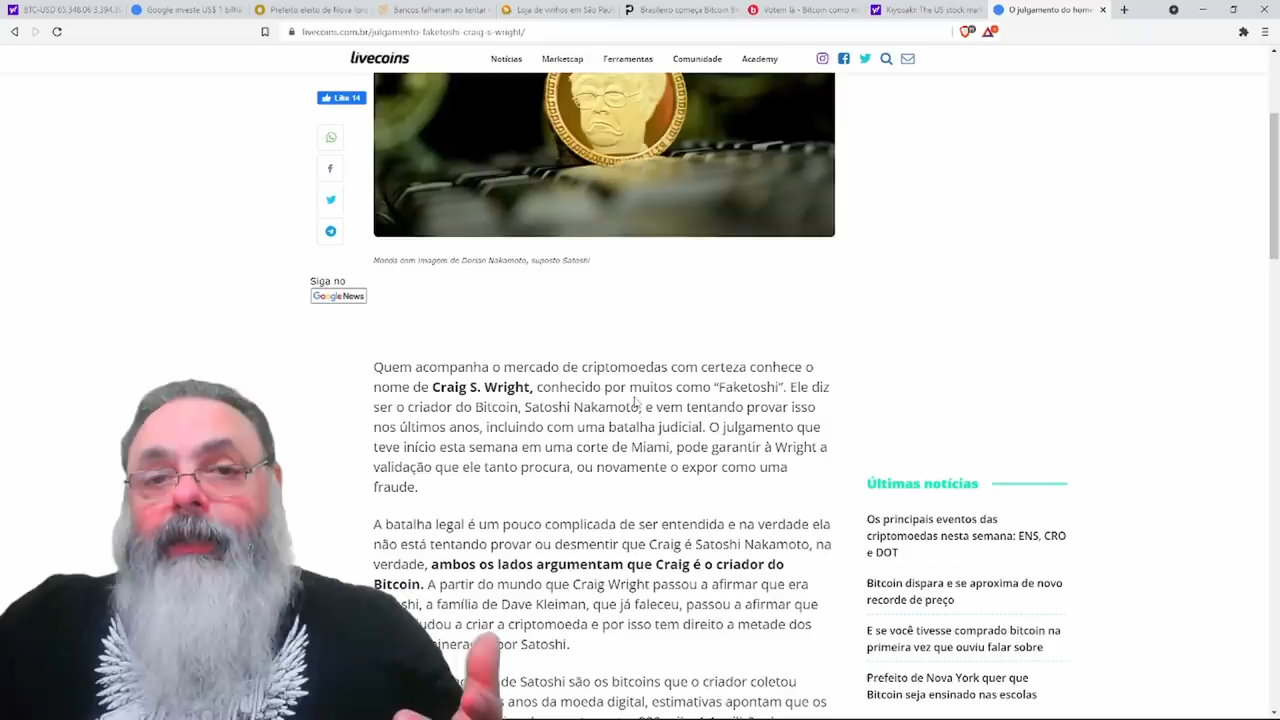 BTC-USD 65,348.06 3,394.35
Google investe US$ 1 bilhã
Prefeito eleito de Nova Iorq
Bancos falharam ao tentar
Loja de vinhos em São Paul
Brasileiro começa Bitcoin B
Votem lá - Bitcoin como m
Kiyosaki: The US stock mark
O julgamento do home
livecoins.com.br/julgamento-faketoshi-craig-s-wright/
livecoins
Notícias Marketcap Ferramentas Comunidade Academy
Like 14
Moeda com imagem de Dorian Nakamoto, suposto Satoshi
Siga no
Google News
Quem acompanha o mercado de criptomoedas com certeza conhece o
nome de Craig S. Wright, conhecido por muitos como “Faketoshi”. Ele diz
ser o criador do Bitcoin, Satoshi Nakamoto, e vem tentando provar isso
nos últimos anos, incluindo com uma batalha judicial. O julgamento que
teve início esta semana em uma corte de Miami, pode garantir à Wright a
validação que ele tanto procura, ou novamente o expor como uma
fraude.
A batalha legal é um pouco complicada de ser entendida e na verdade ela
não está tentando provar ou desmentir que Craig é Satoshi Nakamoto, na
verdade, ambos os lados argumentam que Craig é o criador do
Bitcoin. A partir do mundo que Craig Wright passou a afirmar que era
shi, a família de Dave Kleiman, que já faleceu, passou a afirmar que
udou a criar a criptomoeda e por isso tem direito a metade dos
por Satoshi.
de Satoshi são os bitcoins que o criador coletou
anos da moeda digital, estimativas apontam que os
Últimas notícias
Os principais eventos das
criptomoedas nesta semana: ENS, CRO
e DOT
Bitcoin dispara e se aproxima de novo
recorde de preço
E se você tivesse comprado bitcoin na
primeira vez que ouviu falar sobre
Prefeito de Nova York quer que
Bitcoin seja ensinado nas escolas